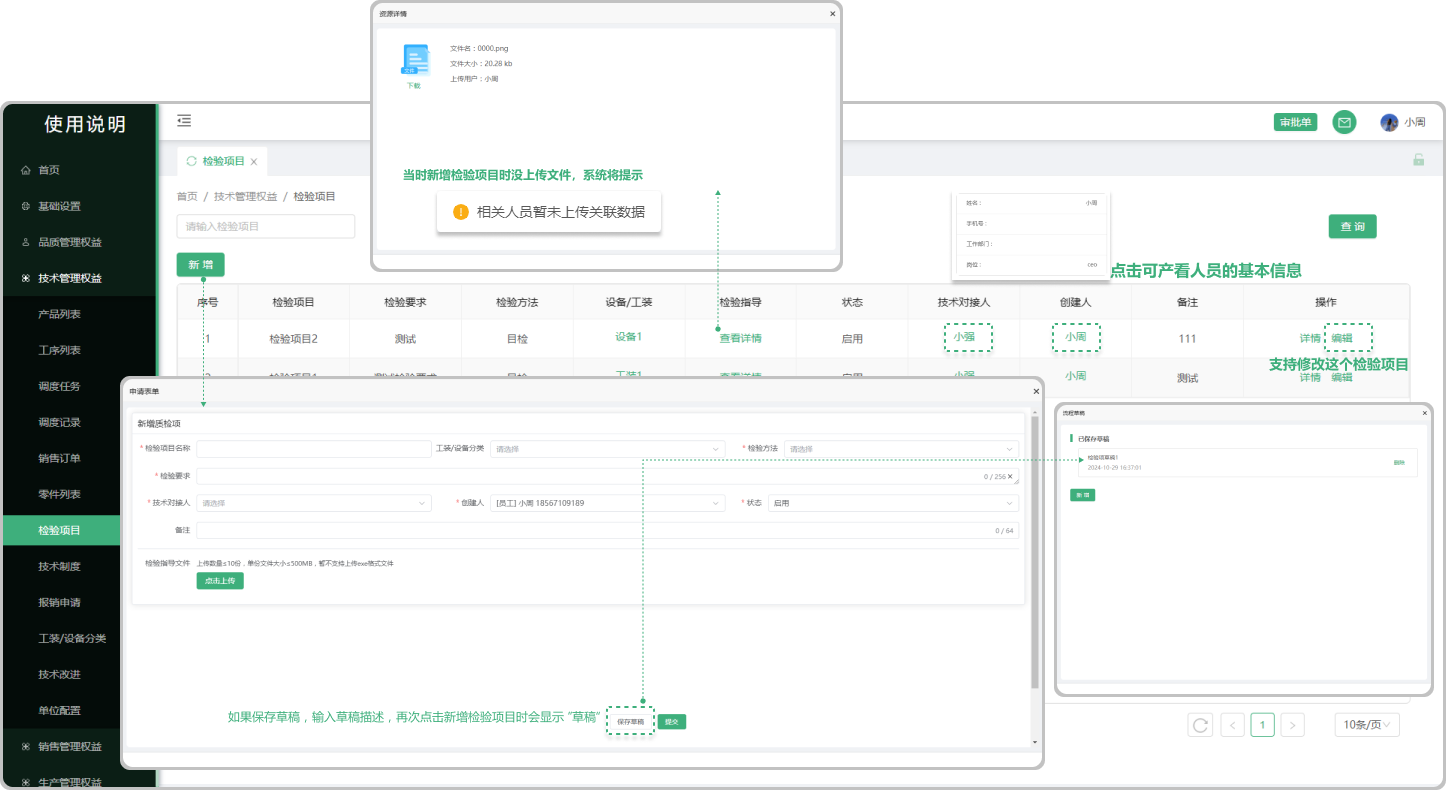 资源详情
文件
下载
文件名：0000.png
文件大小：20.28 kb
上传用户：小周
当时新增检验项目时没上传文件，系统将提示
相关人员暂未上传关联数据
使用说明
首页
基础设置
品质管理权益
技术管理权益
产品列表
工序列表
调度任务
调度记录
销售订单
零件列表
检验项目
技术制度
报销申请
工装/设备分类
技术改进
单位配置
销售管理权益
生产管理权益
审批单
小周
检验项目
首页 / 技术管理权益 / 检验项目
请输入检验项目
查 询
新 增
姓名：
小周
手机号：
工作部门：
岗位：
ceo
点击可产看人员的基本信息
序号 检验项目 检验要求 检验方法 设备/工装 检验指导 状态 技术对接人 创建人 备注 操作
1 检验项目2 测试 目检 设备1 查看详情 启用 小强 小周 111 详情 编辑
支持修改这个检验项目
2 检验项目1 测试检验要求 目检 工装1 查看详情 启用 小强 小周 测试 详情 编辑
申请表单
新增质检项
* 检验项目名称
工装/设备分类 请选择
* 检验方法 请选择
* 检验要求
0 / 256
* 技术对接人 请选择
* 创建人 [员工] 小周 18567109189
* 状态 启用
备注
0 / 64
检验指导文件 上传数量≤10份，单份文件大小≤500MB，暂不支持上传exe格式文件
点击上传
如果保存草稿，输入草稿描述，再次点击新增检验项目时会显示 “草稿”
保存草稿
提交
流程草稿
已保存草稿
检验项草稿1
2024-10-29 16:37:01
删除
新 增
1
10条/页